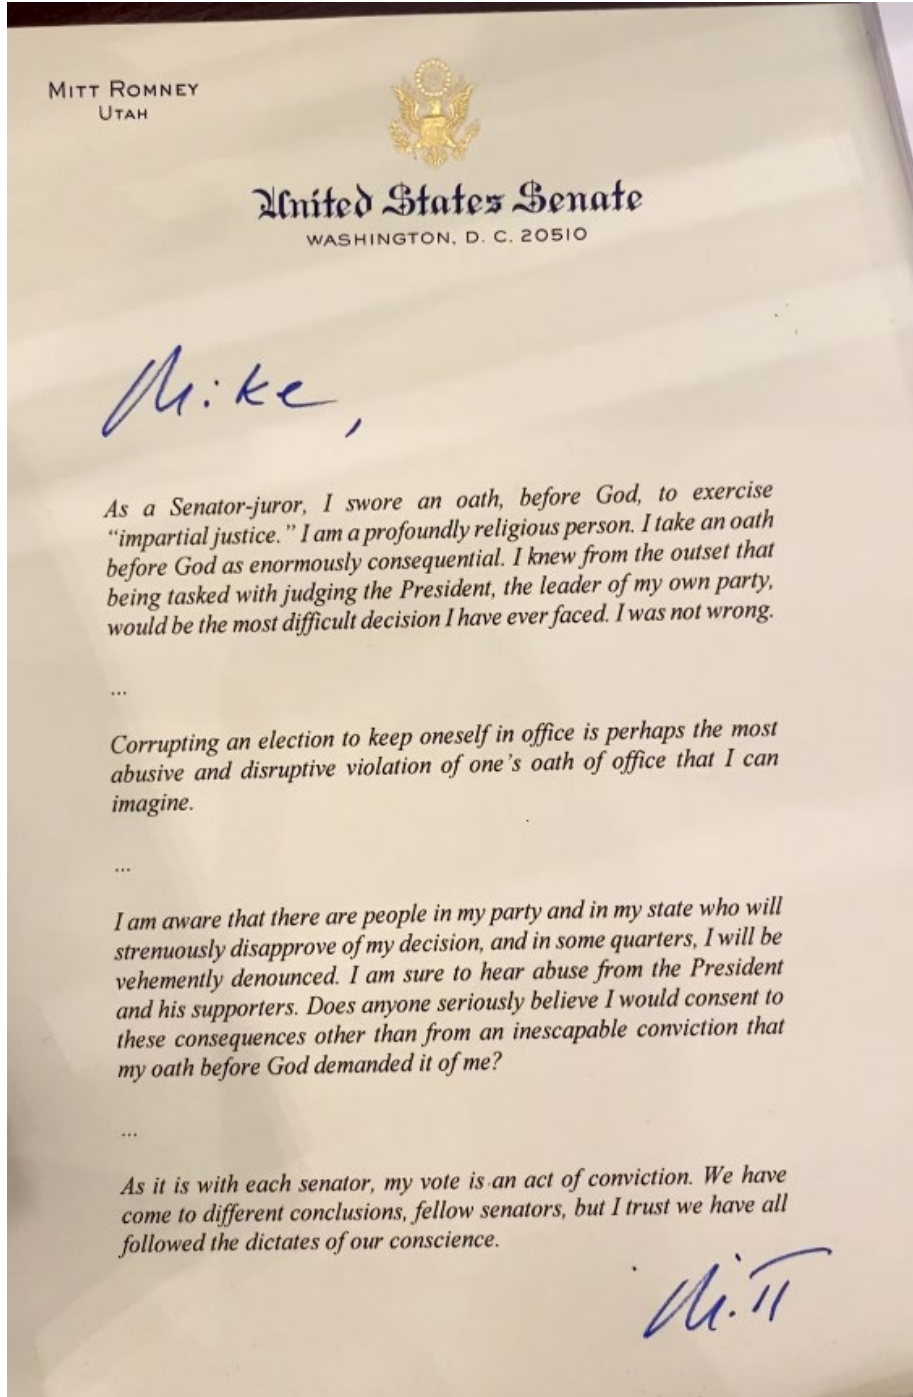 MITT ROMNEY
UTAH
United States Senate
WASHINGTON, D. C. 20510
Mike,
As a Senator-juror, I swore an oath, before God, to exercise
“impartial justice.” I am a profoundly religious person. I take an oath
before God as enormously consequential. I knew from the outset that
being tasked with judging the President, the leader of my own party,
would be the most difficult decision I have ever faced. I was not wrong.
...
Corrupting an election to keep oneself in office is perhaps the most
abusive and disruptive violation of one’s oath of office that I can
imagine.
...
I am aware that there are people in my party and in my state who will
strenuously disapprove of my decision, and in some quarters, I will be
vehemently denounced. I am sure to hear abuse from the President
and his supporters. Does anyone seriously believe I would consent to
these consequences other than from an inescapable conviction that
my oath before God demanded it of me?
...
As it is with each senator, my vote is an act of conviction. We have
come to different conclusions, fellow senators, but I trust we have all
followed the dictates of our conscience.
Mitt